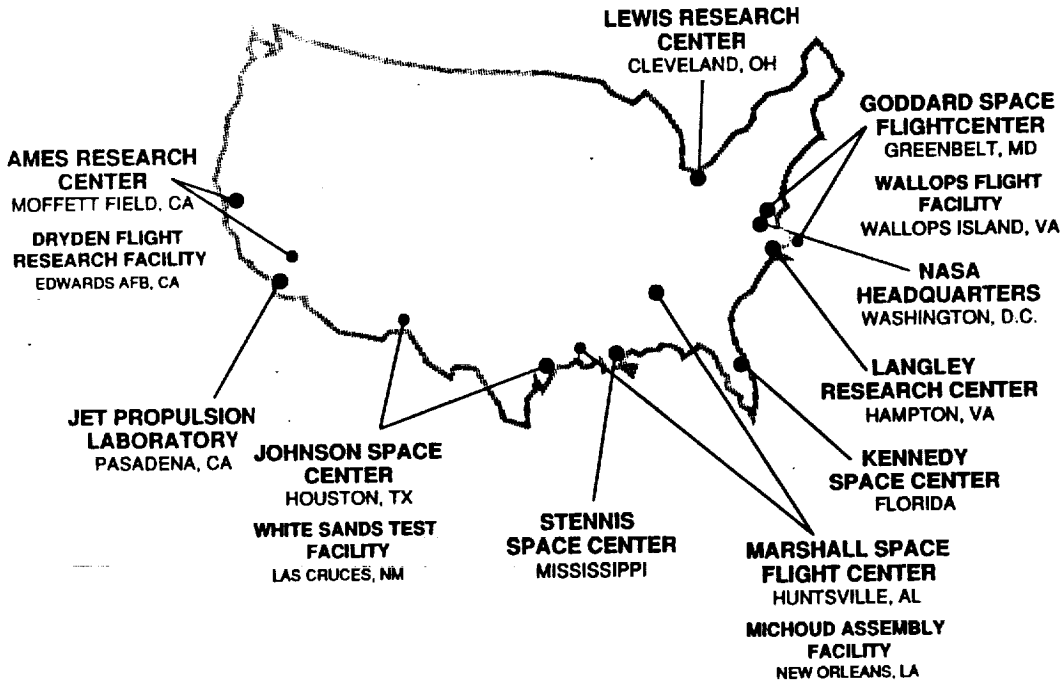 LEWIS RESEARCH
CENTER
CLEVELAND, OH
GODDARD SPACE
FLIGHTCENTER
GREENBELT, MD
WALLOPS FLIGHT
FACILITY
WALLOPS ISLAND, VA
AMES RESEARCH
CENTER
MOFFETT FIELD, CA
DRYDEN FLIGHT
RESEARCH FACILITY
EDWARDS AFB, CA
NASA
HEADQUARTERS
WASHINGTON, D.C.
LANGLEY
RESEARCH CENTER
HAMPTON, VA
JET PROPULSION
LABORATORY
PASADENA, CA
JOHNSON SPACE
CENTER
HOUSTON, TX
WHITE SANDS TEST
FACILITY
LAS CRUCES, NM
KENNEDY
SPACE CENTER
FLORIDA
STENNIS
SPACE CENTER
MISSISSIPPI
MARSHALL SPACE
FLIGHT CENTER
HUNTSVILLE, AL
MICHOUD ASSEMBLY
FACILITY
NEW ORLEANS, LA